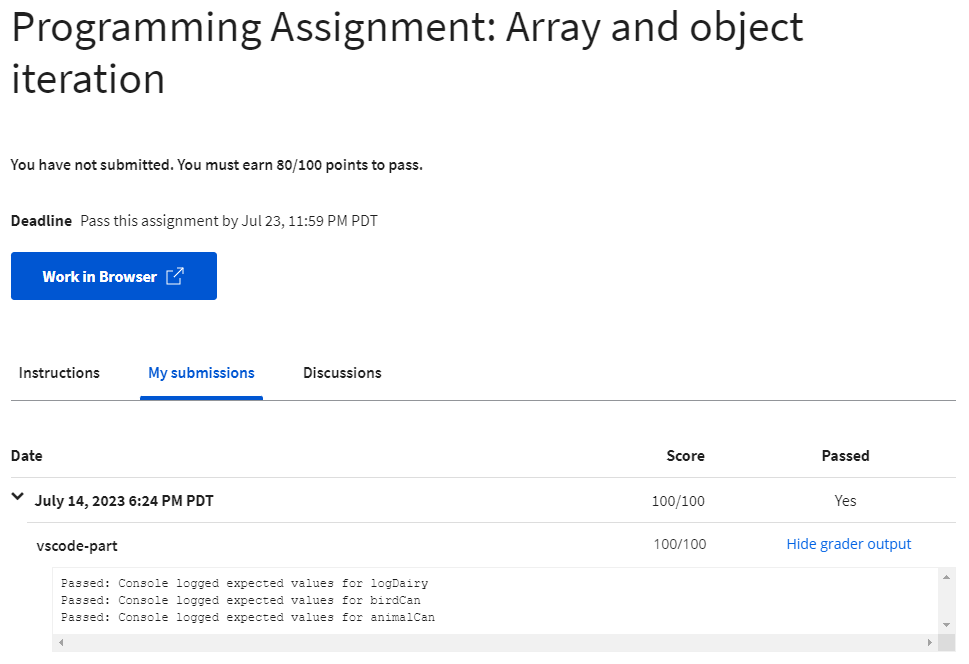 Programming Assignment: Array and object
iteration
You have not submitted. You must earn 80/100 points to pass.
Deadline Pass this assignment by Jul 23, 11:59 PM PDT
Work in Browser
Instructions My submissions Discussions
Date Score Passed
July 14, 2023 6:24 PM PDT 100/100 Yes
vscode-part 100/100 Hide grader output
Passed: Console logged expected values for logDairy
Passed: Console logged expected values for birdCan
Passed: Console logged expected values for animalCan